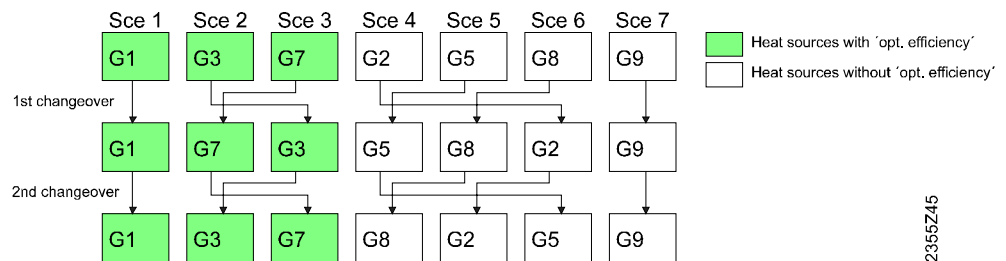 Sce 1 Sce 2 Sce 3 Sce 4 Sce 5 Sce 6 Sce 7
G1 G3 G7 G2 G5 G8 G9
Heat sources with ´opt. efficiency´
Heat sources without ´opt. efficiency´
1st changeover
G1 G7 G3 G5 G8 G2 G9
2nd changeover
G1 G3 G7 G8 G2 G5 G9
2355Z45